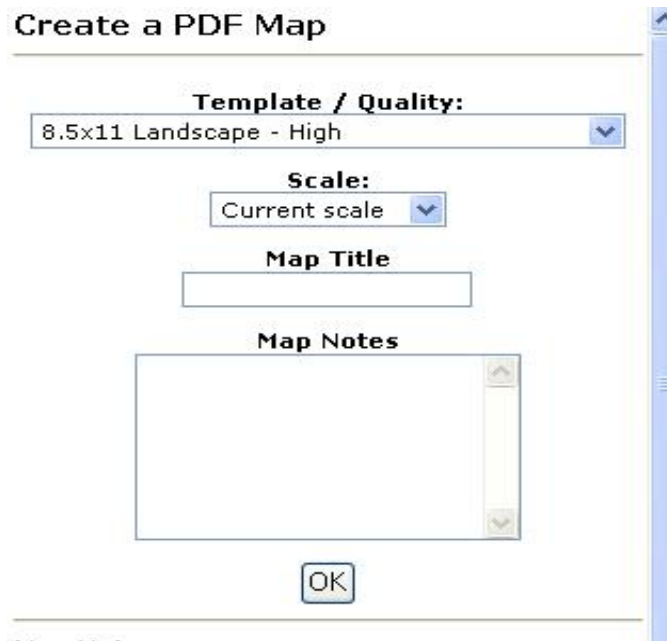 Create a PDF Map
Template / Quality:
8.5x11 Landscape - High
Scale:
Current scale
Map Title
Map Notes
OK